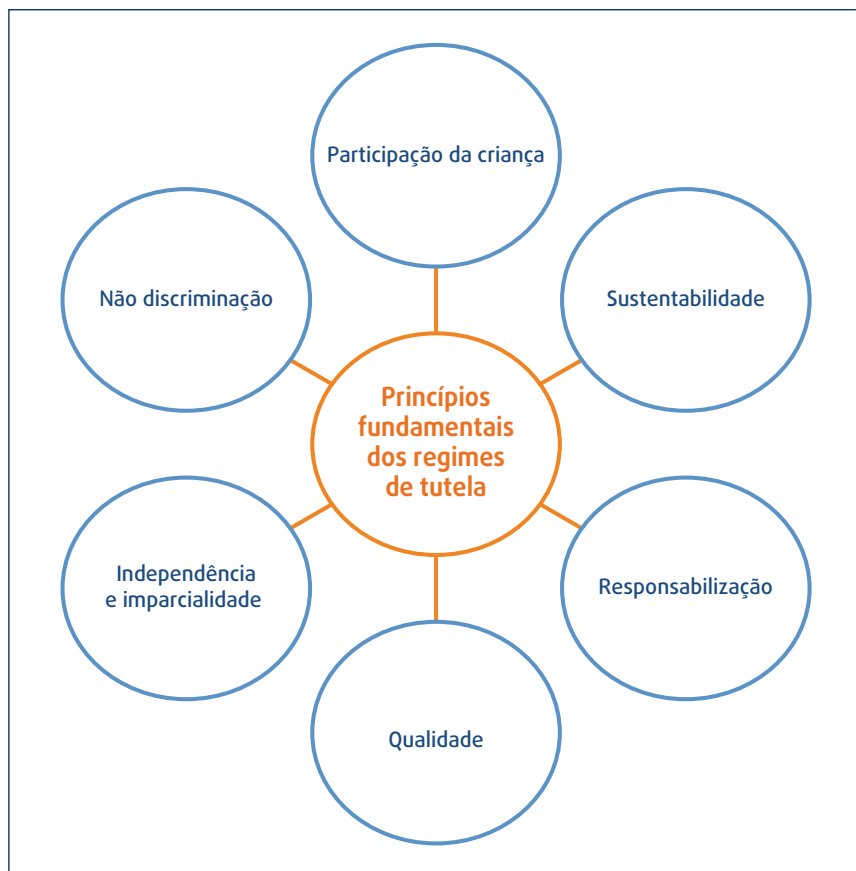 Participação da criança
Não discriminação
Sustentabilidade
Princípios
fundamentais
dos regimes
de tutela
Independência
e imparcialidade
Responsabilização
Qualidade